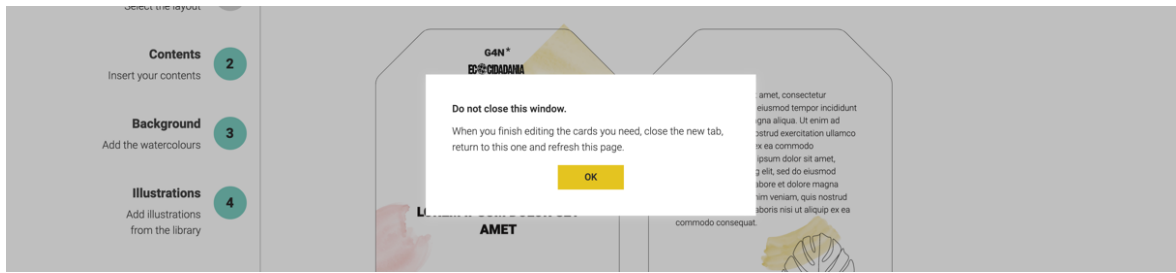 Select the layout
Contents
Insert your contents
2
Background
Add the watercolours
3
Illustrations
Add illustrations
from the library
4
G4N*
EC CIDADANIA
Do not close this window.
When you finish editing the cards you need, close the new tab,
return to this one and refresh this page.
OK
AMET
amet, consectetur
eiusmod tempor incididunt
gna aliqua. Ut enim ad
ostrud exercitation ullamco
ex ea commodo
ipsum dolor sit amet,
g elit, sed do eiusmod
abore et dolore magna
nim veniam, quis nostrud
aboris nisi ut aliquip ex ea
commodo consequat.